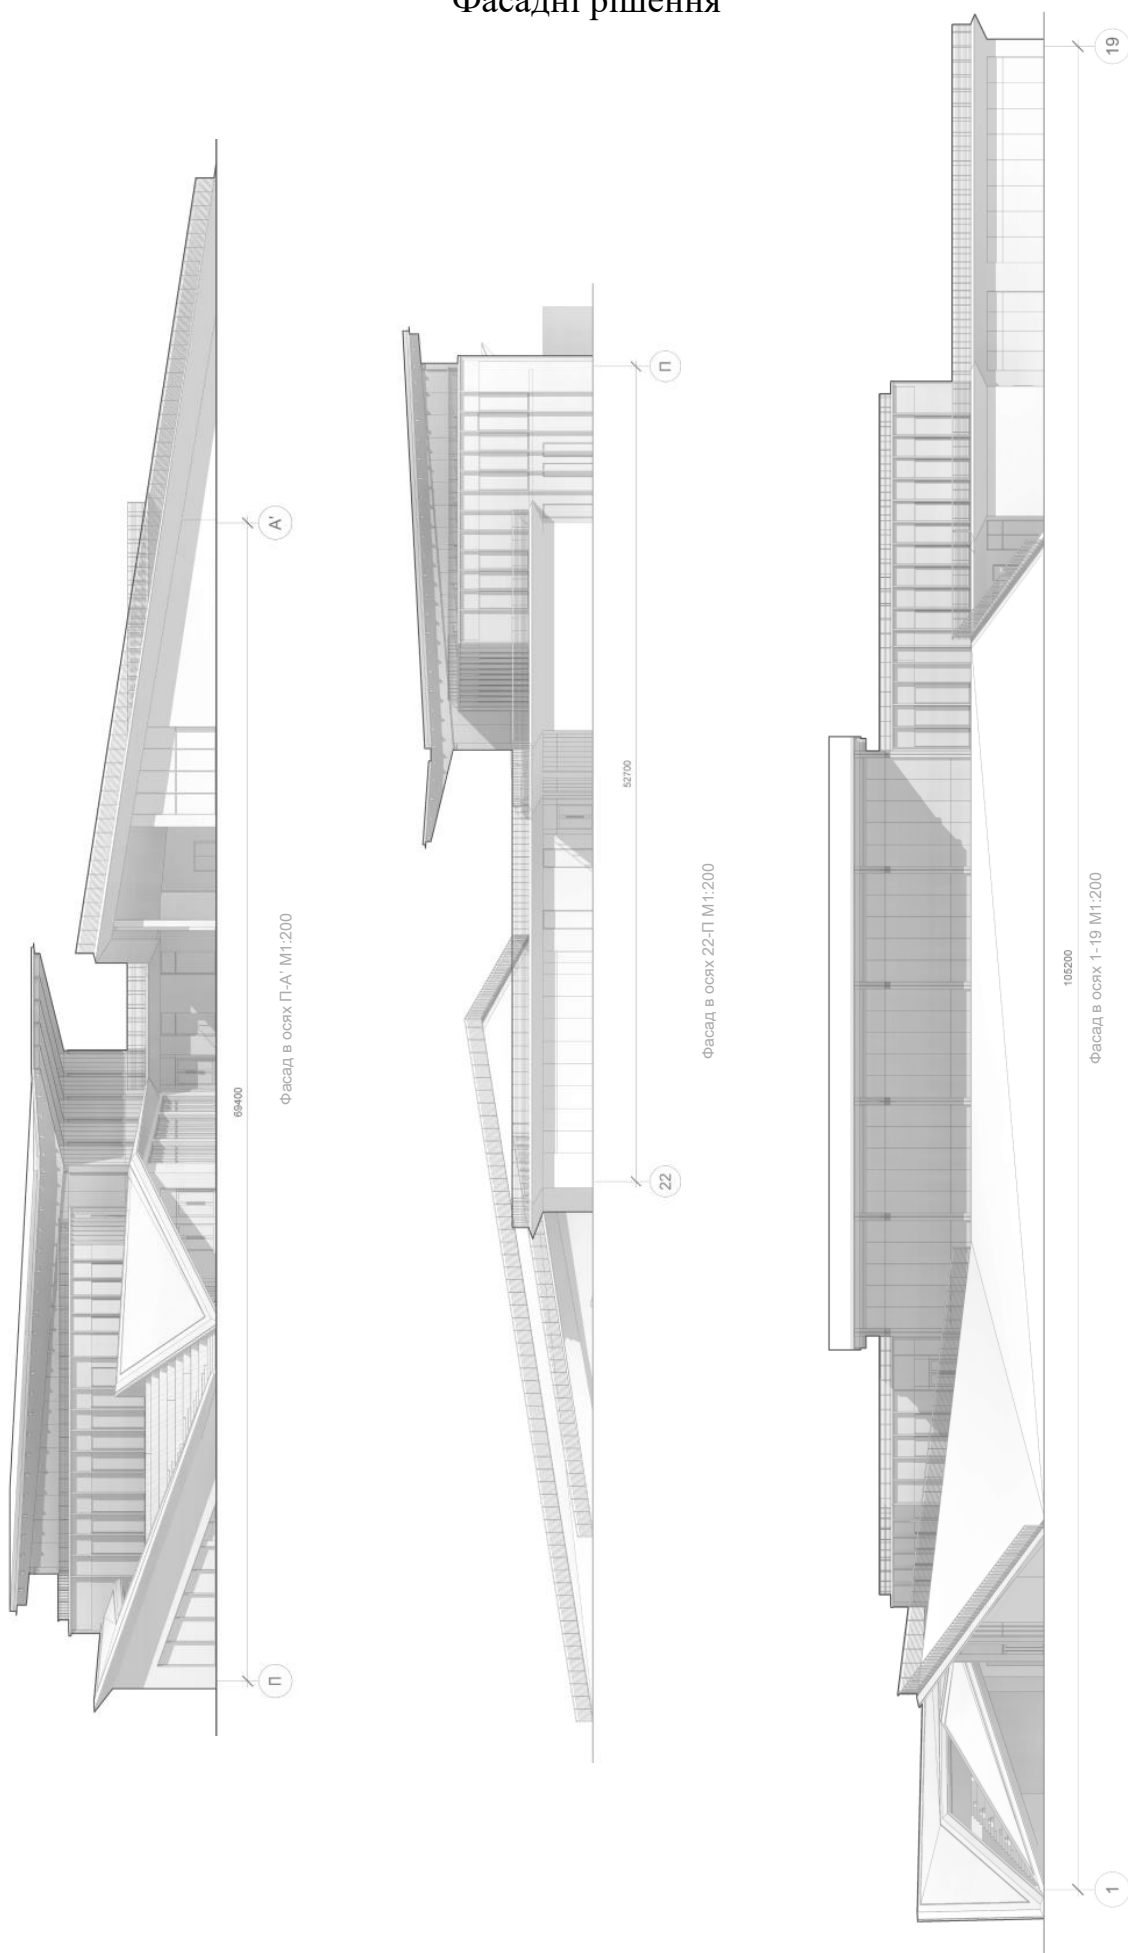 Фасадні рішення
П
69400
А'
Фасад в осях П-А' М1:200
22
52700
П
Фасад в осях 22-П М1:200
1
105200
19
Фасад в осях 1-19 М1:200